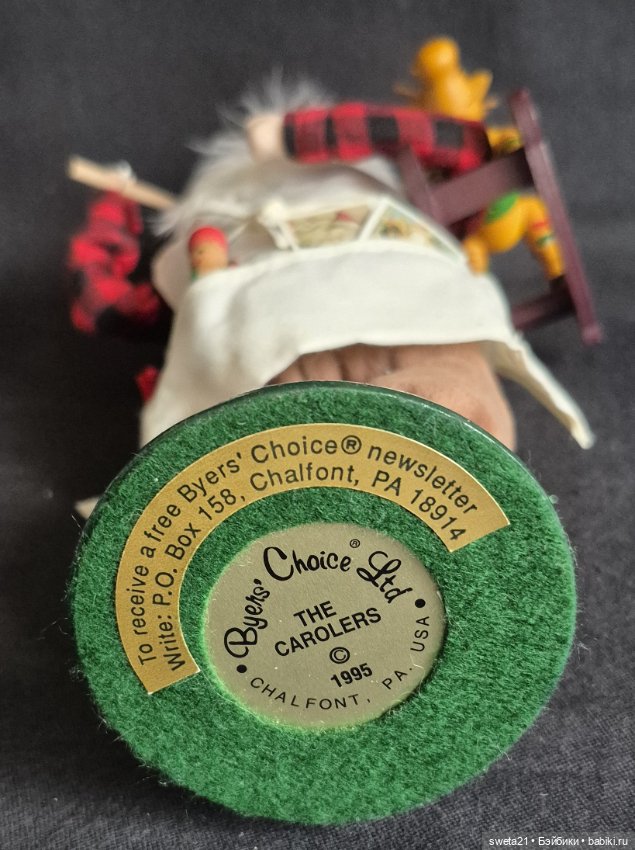 To receive a free Byers' Choice® newsletter
Write: P.O. Box 158, Chalfont, PA 18914
Byers' Choice® Ltd
THE
CAROLERS
©
1995
• CHALFONT, PA, USA •
sweta21 • Бэйбики • babiki.ru